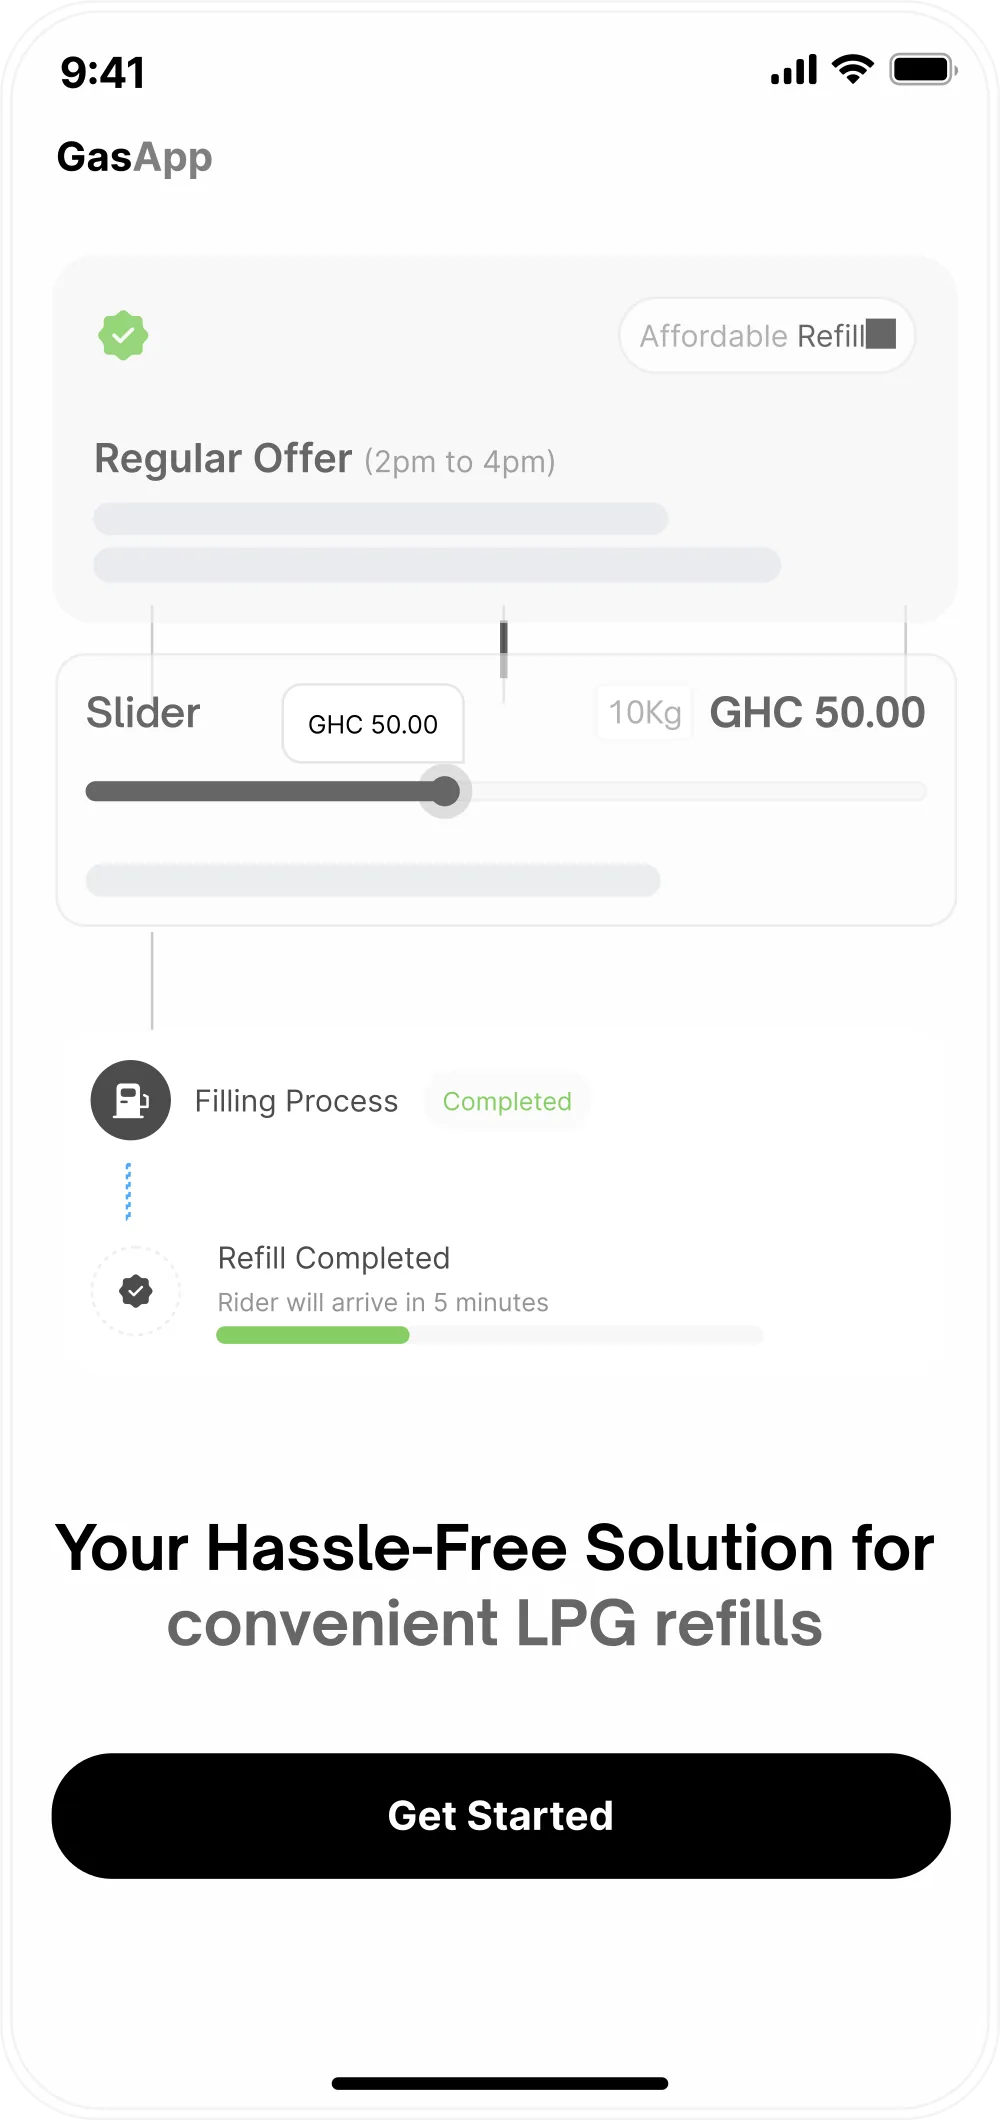 9:41
GasApp
Affordable Refill
Regular Offer (2pm to 4pm)
Slider
GHC 50.00
10Kg GHC 50.00
Filling Process Completed
Refill Completed
Rider will arrive in 5 minutes
Your Hassle-Free Solution for
convenient LPG refills
Get Started